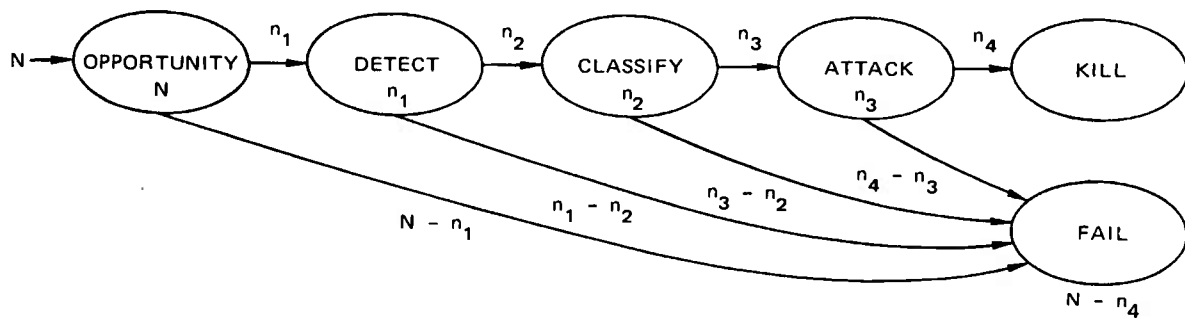 n₁ n₂ n₃ n₄
N OPPORTUNITY DETECT CLASSIFY ATTACK KILL
N n₁ n₂ n₃
N - n₁ n₁ - n₂ n₃ - n₂ n₄ - n₃
FAIL
N - n₄